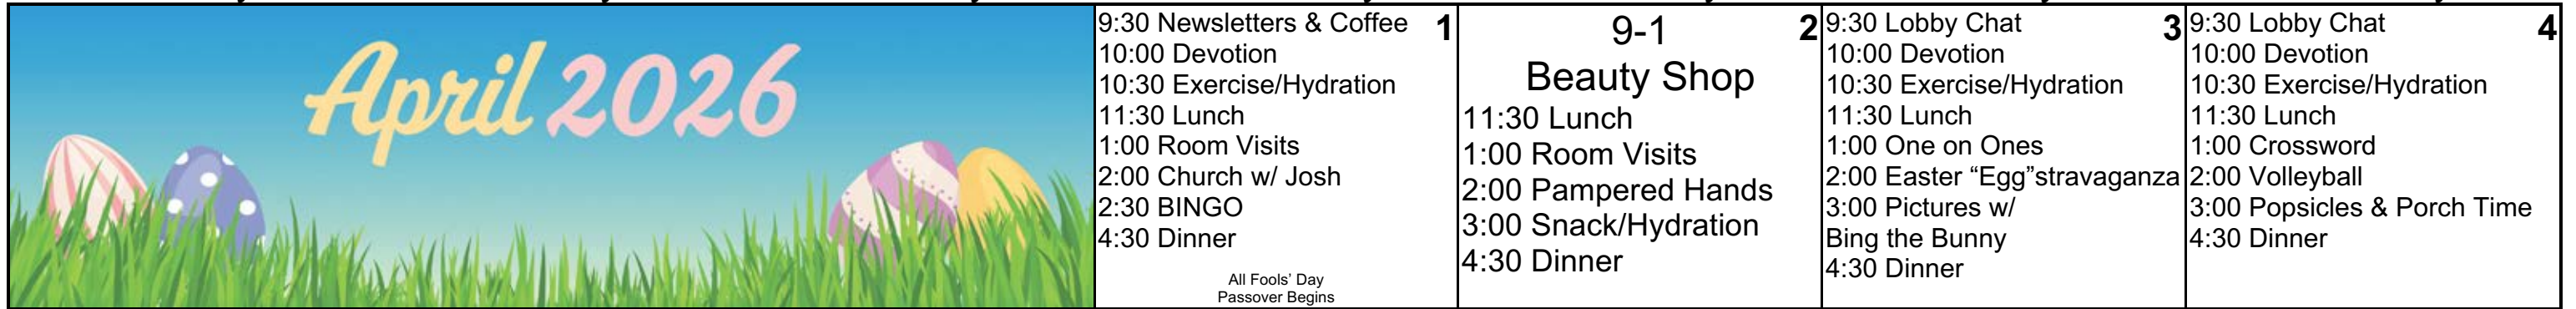 April 2026
9:30 Newsletters & Coffee 1
10:00 Devotion
10:30 Exercise/Hydration
11:30 Lunch
1:00 Room Visits
2:00 Church w/ Josh
2:30 BINGO
4:30 Dinner
All Fools' Day
Passover Begins
9-1 2
Beauty Shop
11:30 Lunch
1:00 Room Visits
2:00 Pampered Hands
3:00 Snack/Hydration
4:30 Dinner
9:30 Lobby Chat 3
10:00 Devotion
10:30 Exercise/Hydration
11:30 Lunch
1:00 One on Ones
2:00 Easter “Egg”stravaganza
3:00 Pictures w/
Bing the Bunny
4:30 Dinner
9:30 Lobby Chat 4
10:00 Devotion
10:30 Exercise/Hydration
11:30 Lunch
1:00 Crossword
2:00 Volleyball
3:00 Popsicles & Porch Time
4:30 Dinner